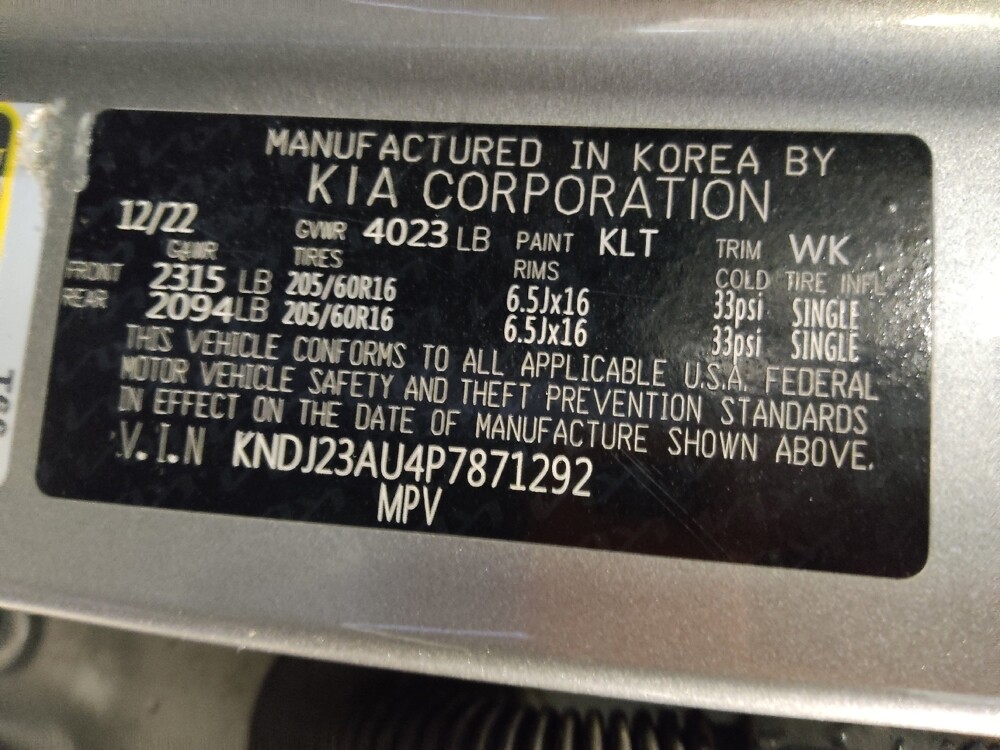 MANUFACTURED IN KOREA BY
KIA CORPORATION
12/22 GVWR 4023 LB PAINT KLT TRIM WK
GAWR TIRES RIMS COLD TIRE INFL
FRONT 2315 LB 205/60R16 6.5Jx16 33psi SINGLE
REAR 2094 LB 205/60R16 6.5Jx16 33psi SINGLE
THIS VEHICLE CONFORMS TO ALL APPLICABLE U.S.A. FEDERAL
MOTOR VEHICLE SAFETY AND THEFT PREVENTION STANDARDS
IN EFFECT ON THE DATE OF MANUFACTURE SHOWN ABOVE.
V.I.N KNDJ23AU4P7871292
MPV